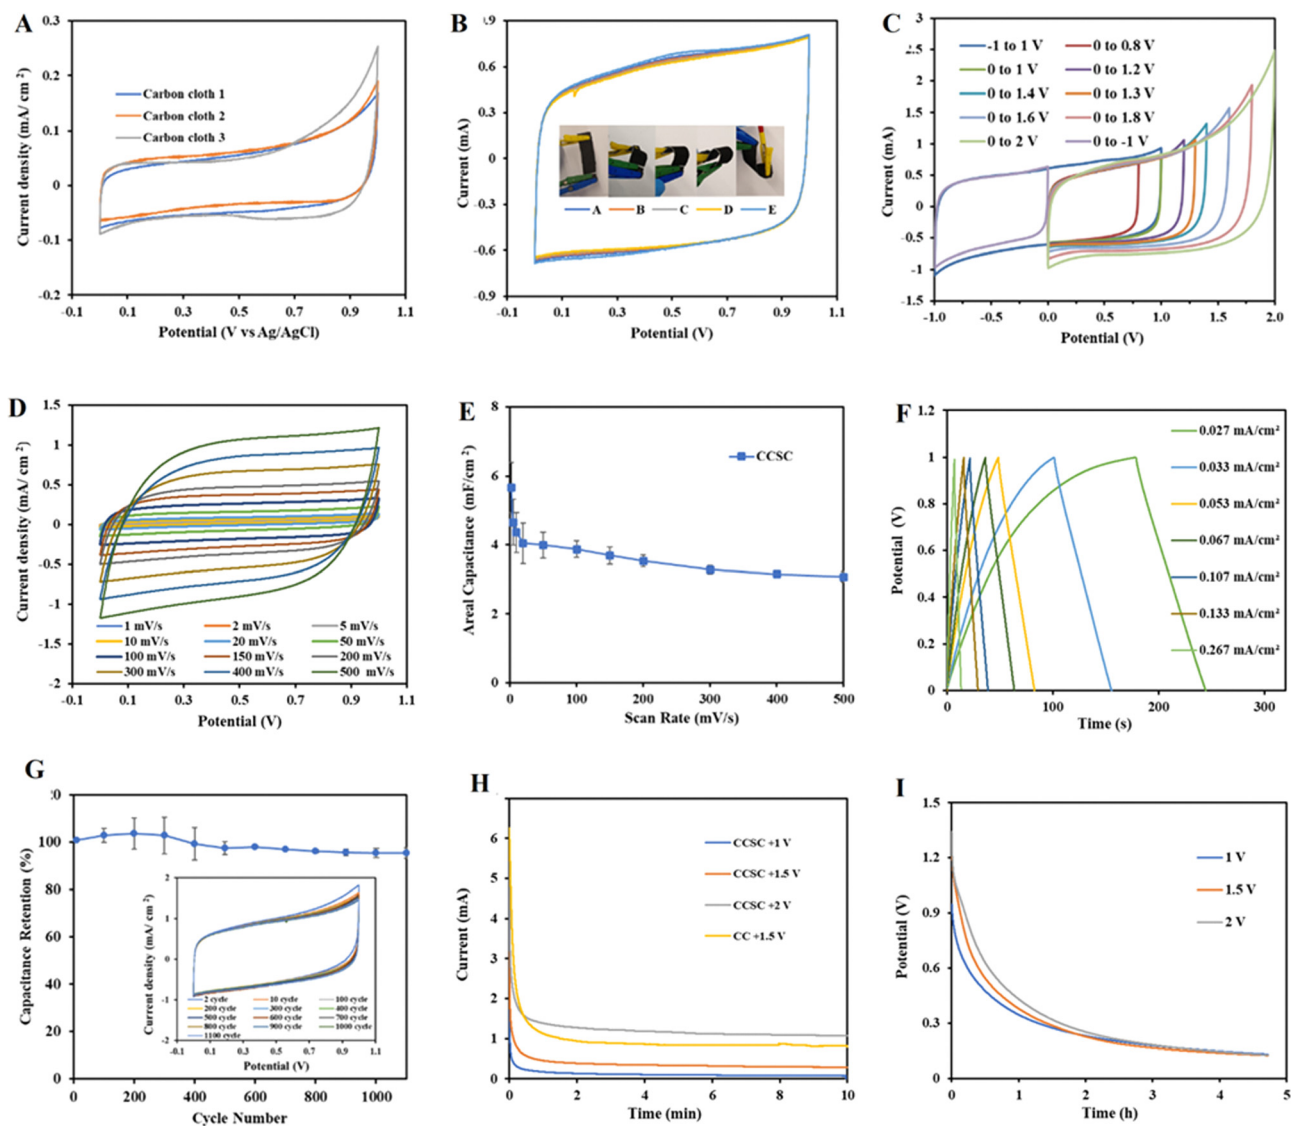 A
0.3
0.2
0.1
0
-0.1
-0.2
-0.1 0.1 0.3 0.5 0.7 0.9 1.1
Current density (mA/ cm 2)
Potential (V vs Ag/AgCl)
Carbon cloth 1
Carbon cloth 2
Carbon cloth 3
B
0.6
0.3
0
-0.3
-0.6
-0.9
-0.1 0.1 0.3 0.5 0.7 0.9 1.1
Current (mA)
Potential (V)
A B C D E
C
3
2.5
2
1.5
1
0.5
0
-0.5
-1
-1.5
-1.0 -0.5 0.0 0.5 1.0 1.5 2.0
Current (mA)
Potential (V)
-1 to 1 V 0 to 0.8 V
0 to 1 V 0 to 1.2 V
0 to 1.4 V 0 to 1.3 V
0 to 1.6 V 0 to 1.8 V
0 to 2 V 0 to -1 V
D
1.5
1
0.5
0
-0.5
-1
-1.5
-2
-0.1 0.1 0.3 0.5 0.7 0.9 1.1
Current density (mA/ cm 2)
Potential (V)
1 mV/s 2 mV/s 5 mV/s
10 mV/s 20 mV/s 50 mV/s
100 mV/s 150 mV/s 200 mV/s
300 mV/s 400 mV/s 500 mV/s
E
8
6
4
2
0
0 100 200 300 400 500
Areal Capacitance (mF/cm2)
Scan Rate (mV/s)
CCSC
F
1.2
1
0.8
0.6
0.4
0.2
0
0 100 200 300
Potential (V)
Time (s)
0.027 mA/cm²
0.033 mA/cm²
0.053 mA/cm²
0.067 mA/cm²
0.107 mA/cm²
0.133 mA/cm²
0.267 mA/cm²
G
100
80
60
40
20
0
0 200 400 600 800 1000
Capacitance Retention (%)
Cycle Number
2
1
0
-1
-2
-0.1 0.1 0.3 0.5 0.7 0.9 1.1
Current density (mA/ cm 2)
Potential (V)
2 cycle 10 cycle 100 cycle
200 cycle 300 cycle 400 cycle
500 cycle 600 cycle 700 cycle
800 cycle 900 cycle 1000 cycle
1100 cycle
H
6
5
4
3
2
1
0
0 2 4 6 8 10
Current (mA)
Time (min)
CCSC +1 V
CCSC +1.5 V
CCSC +2 V
CC +1.5 V
I
1.5
1.2
0.9
0.6
0.3
0
0 1 2 3 4 5
Potential (V)
Time (h)
1 V
1.5 V
2 V